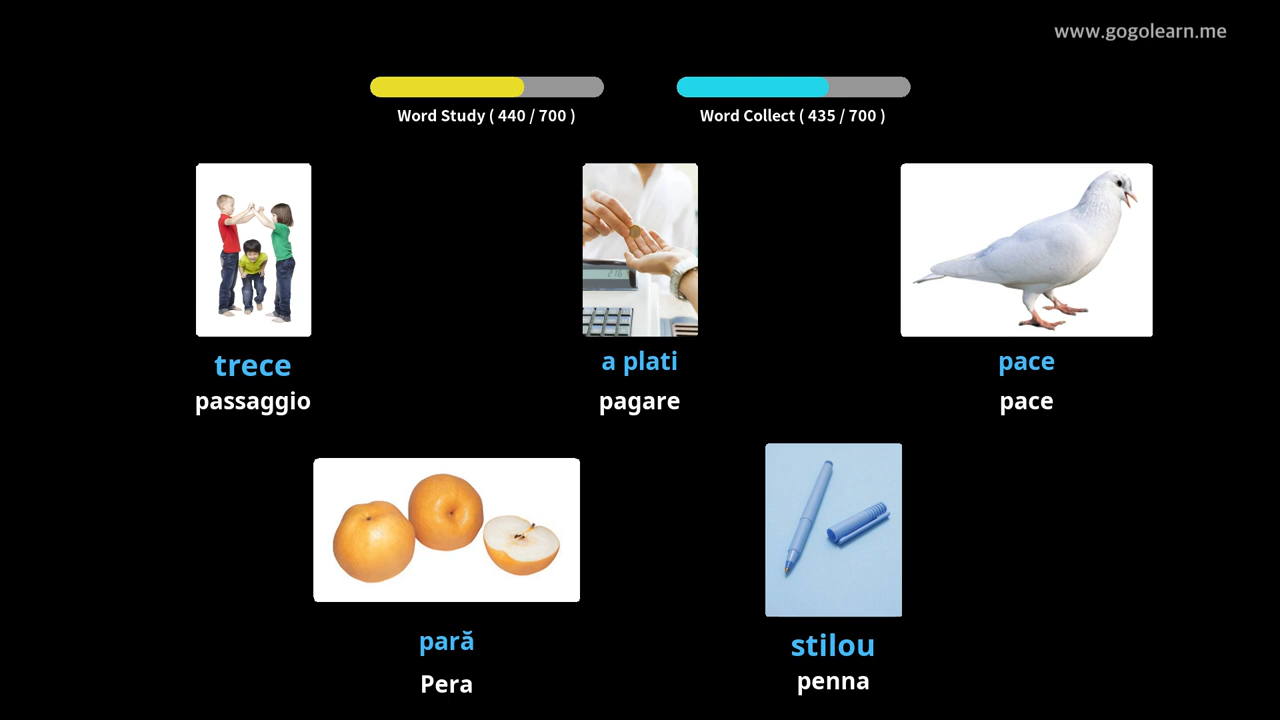 www.gogolearn.me
Word Study ( 440 / 700 )
Word Collect ( 435 / 700 )
trece
passaggio
a plati
pagare
pace
pace
pară
Pera
stilou
penna